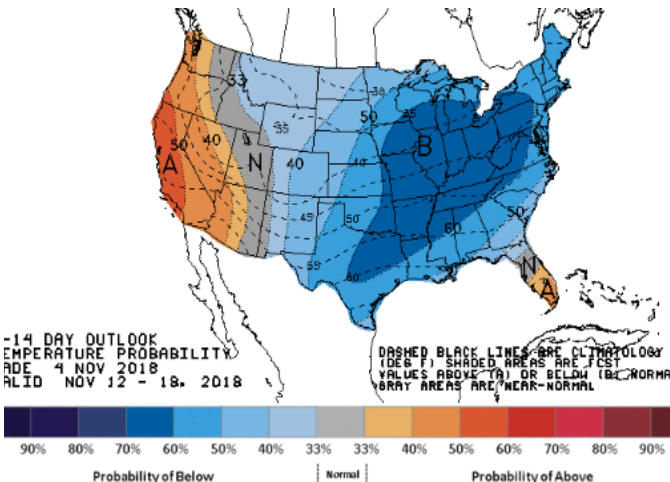 33
30
50
35
35
50
40
A
N
40
40
B
45
50
50
60
55
60
N
A
-14 DAY OUTLOOK
EMPERATURE PROBABILITY
ADE 4 NOV 2018
ALID NOV 12 - 18, 2018
DASHED BLACK LINES ARE CLIMATOLOGY
(DEG F) SHADED AREAS ARE FCST
VALUES ABOVE (A) OR BELOW (B) NORMA
GRAY AREAS ARE NEAR-NORMAL
90% 80% 70% 60% 50% 40% 33% 33% 40% 50% 60% 70% 80% 90%
Probability of Below Normal Probability of Above